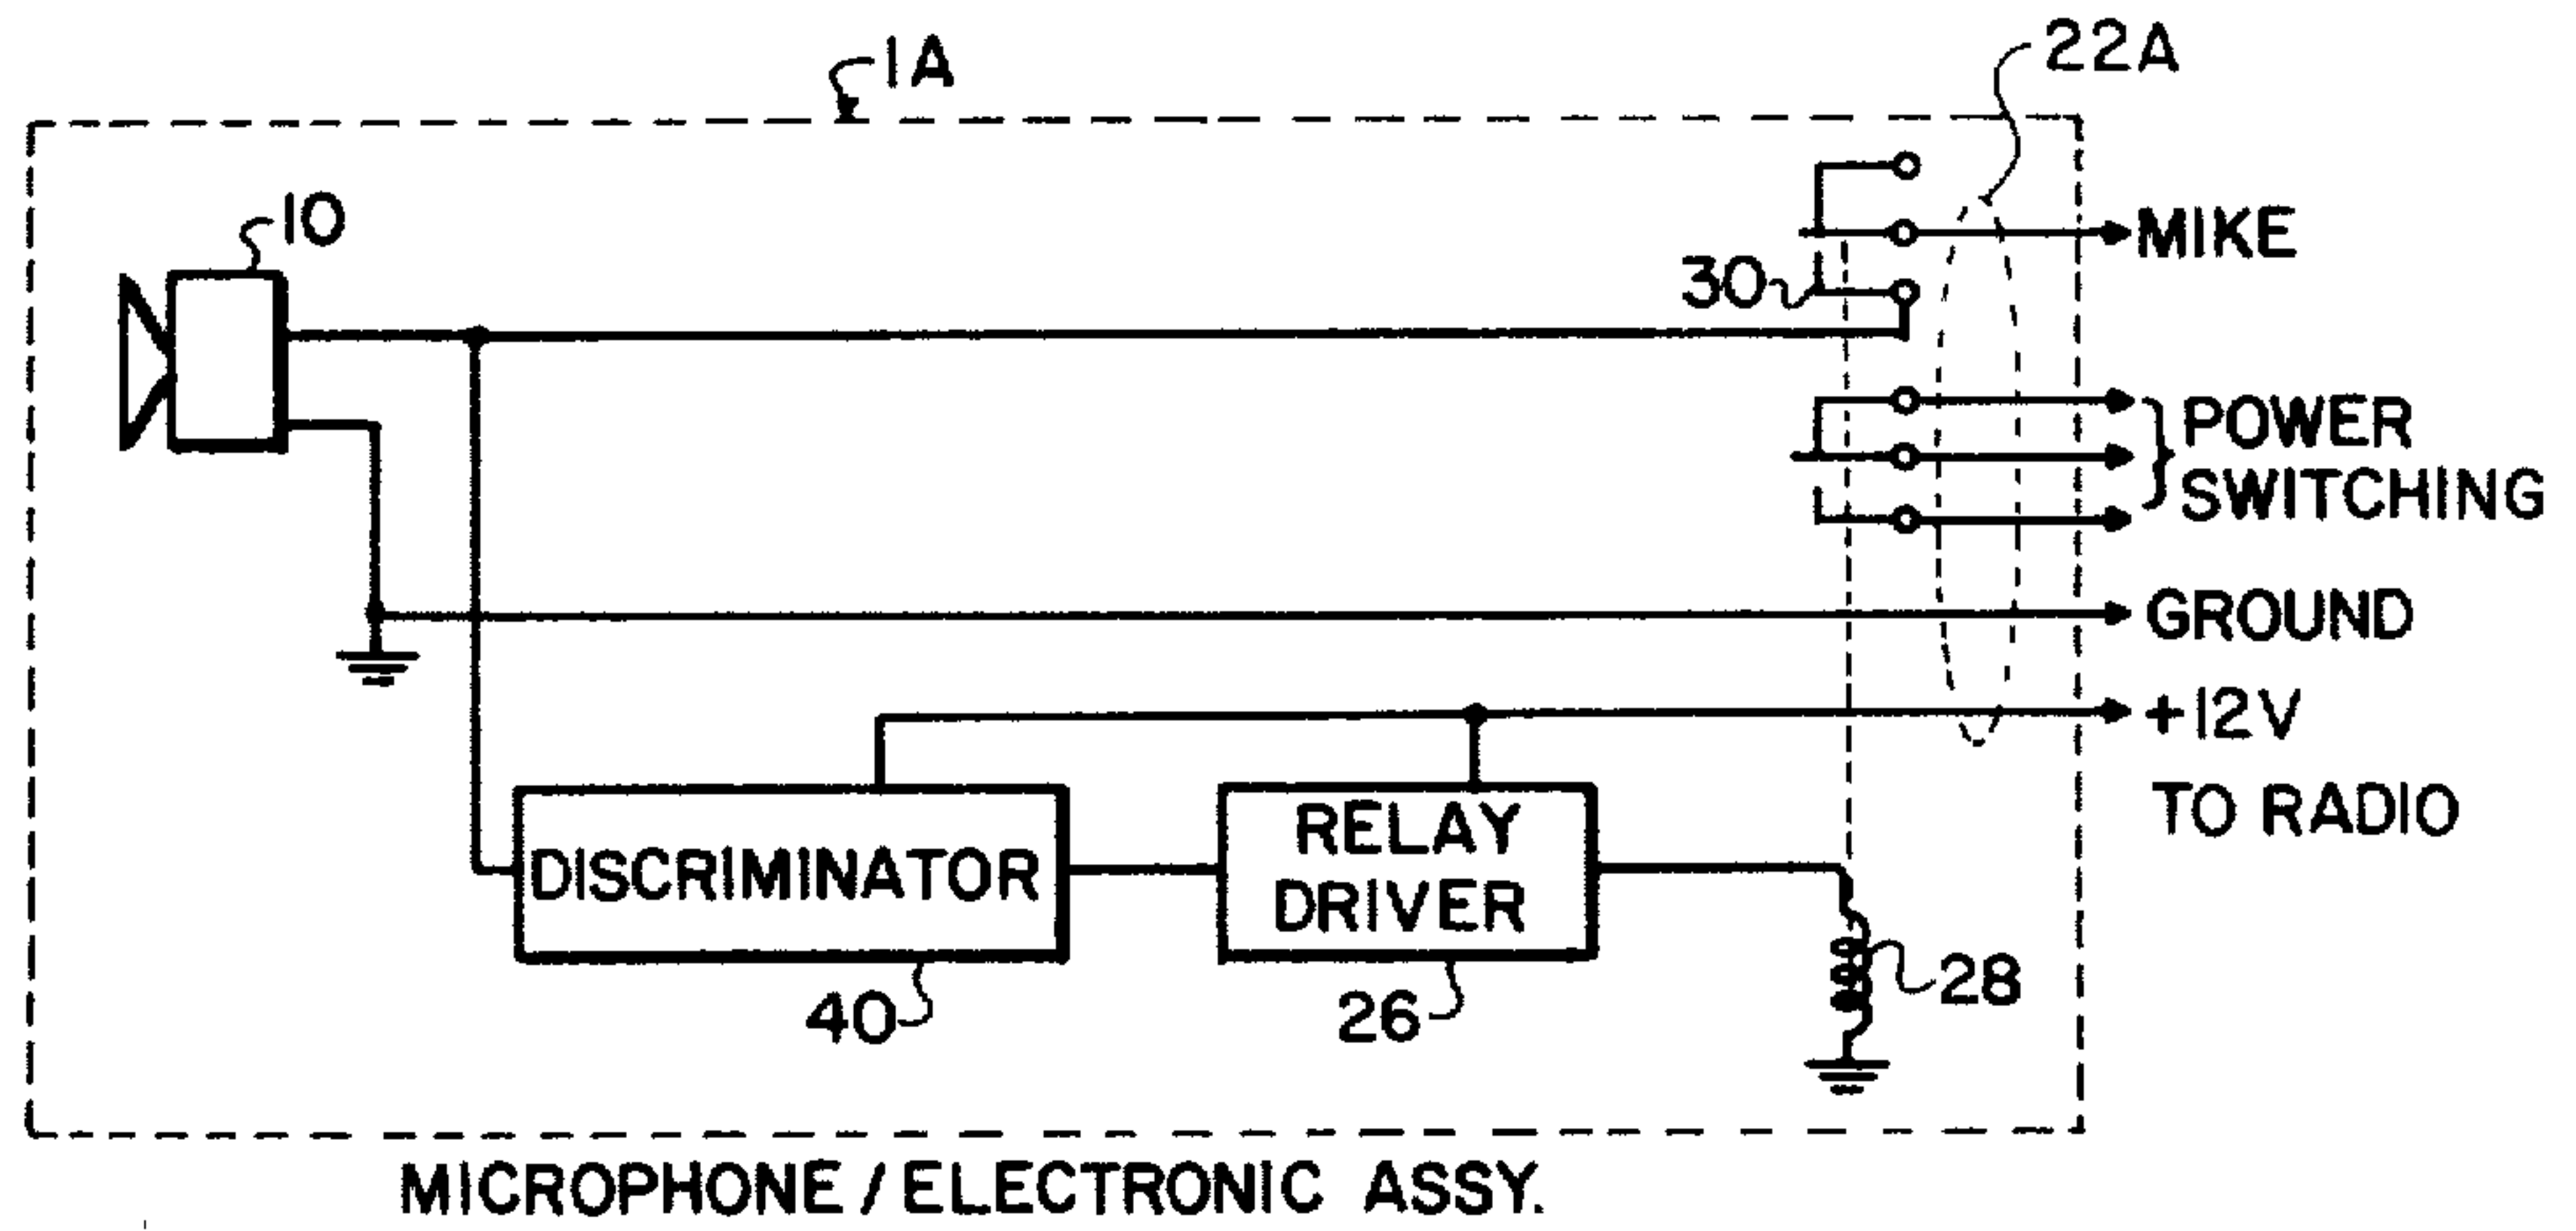 1A
22A
10
MIKE
30
POWER
SWITCHING
GROUND
+12V
TO RADIO
DISCRIMINATOR
RELAY
DRIVER
40
26
28
MICROPHONE / ELECTRONIC ASSY.